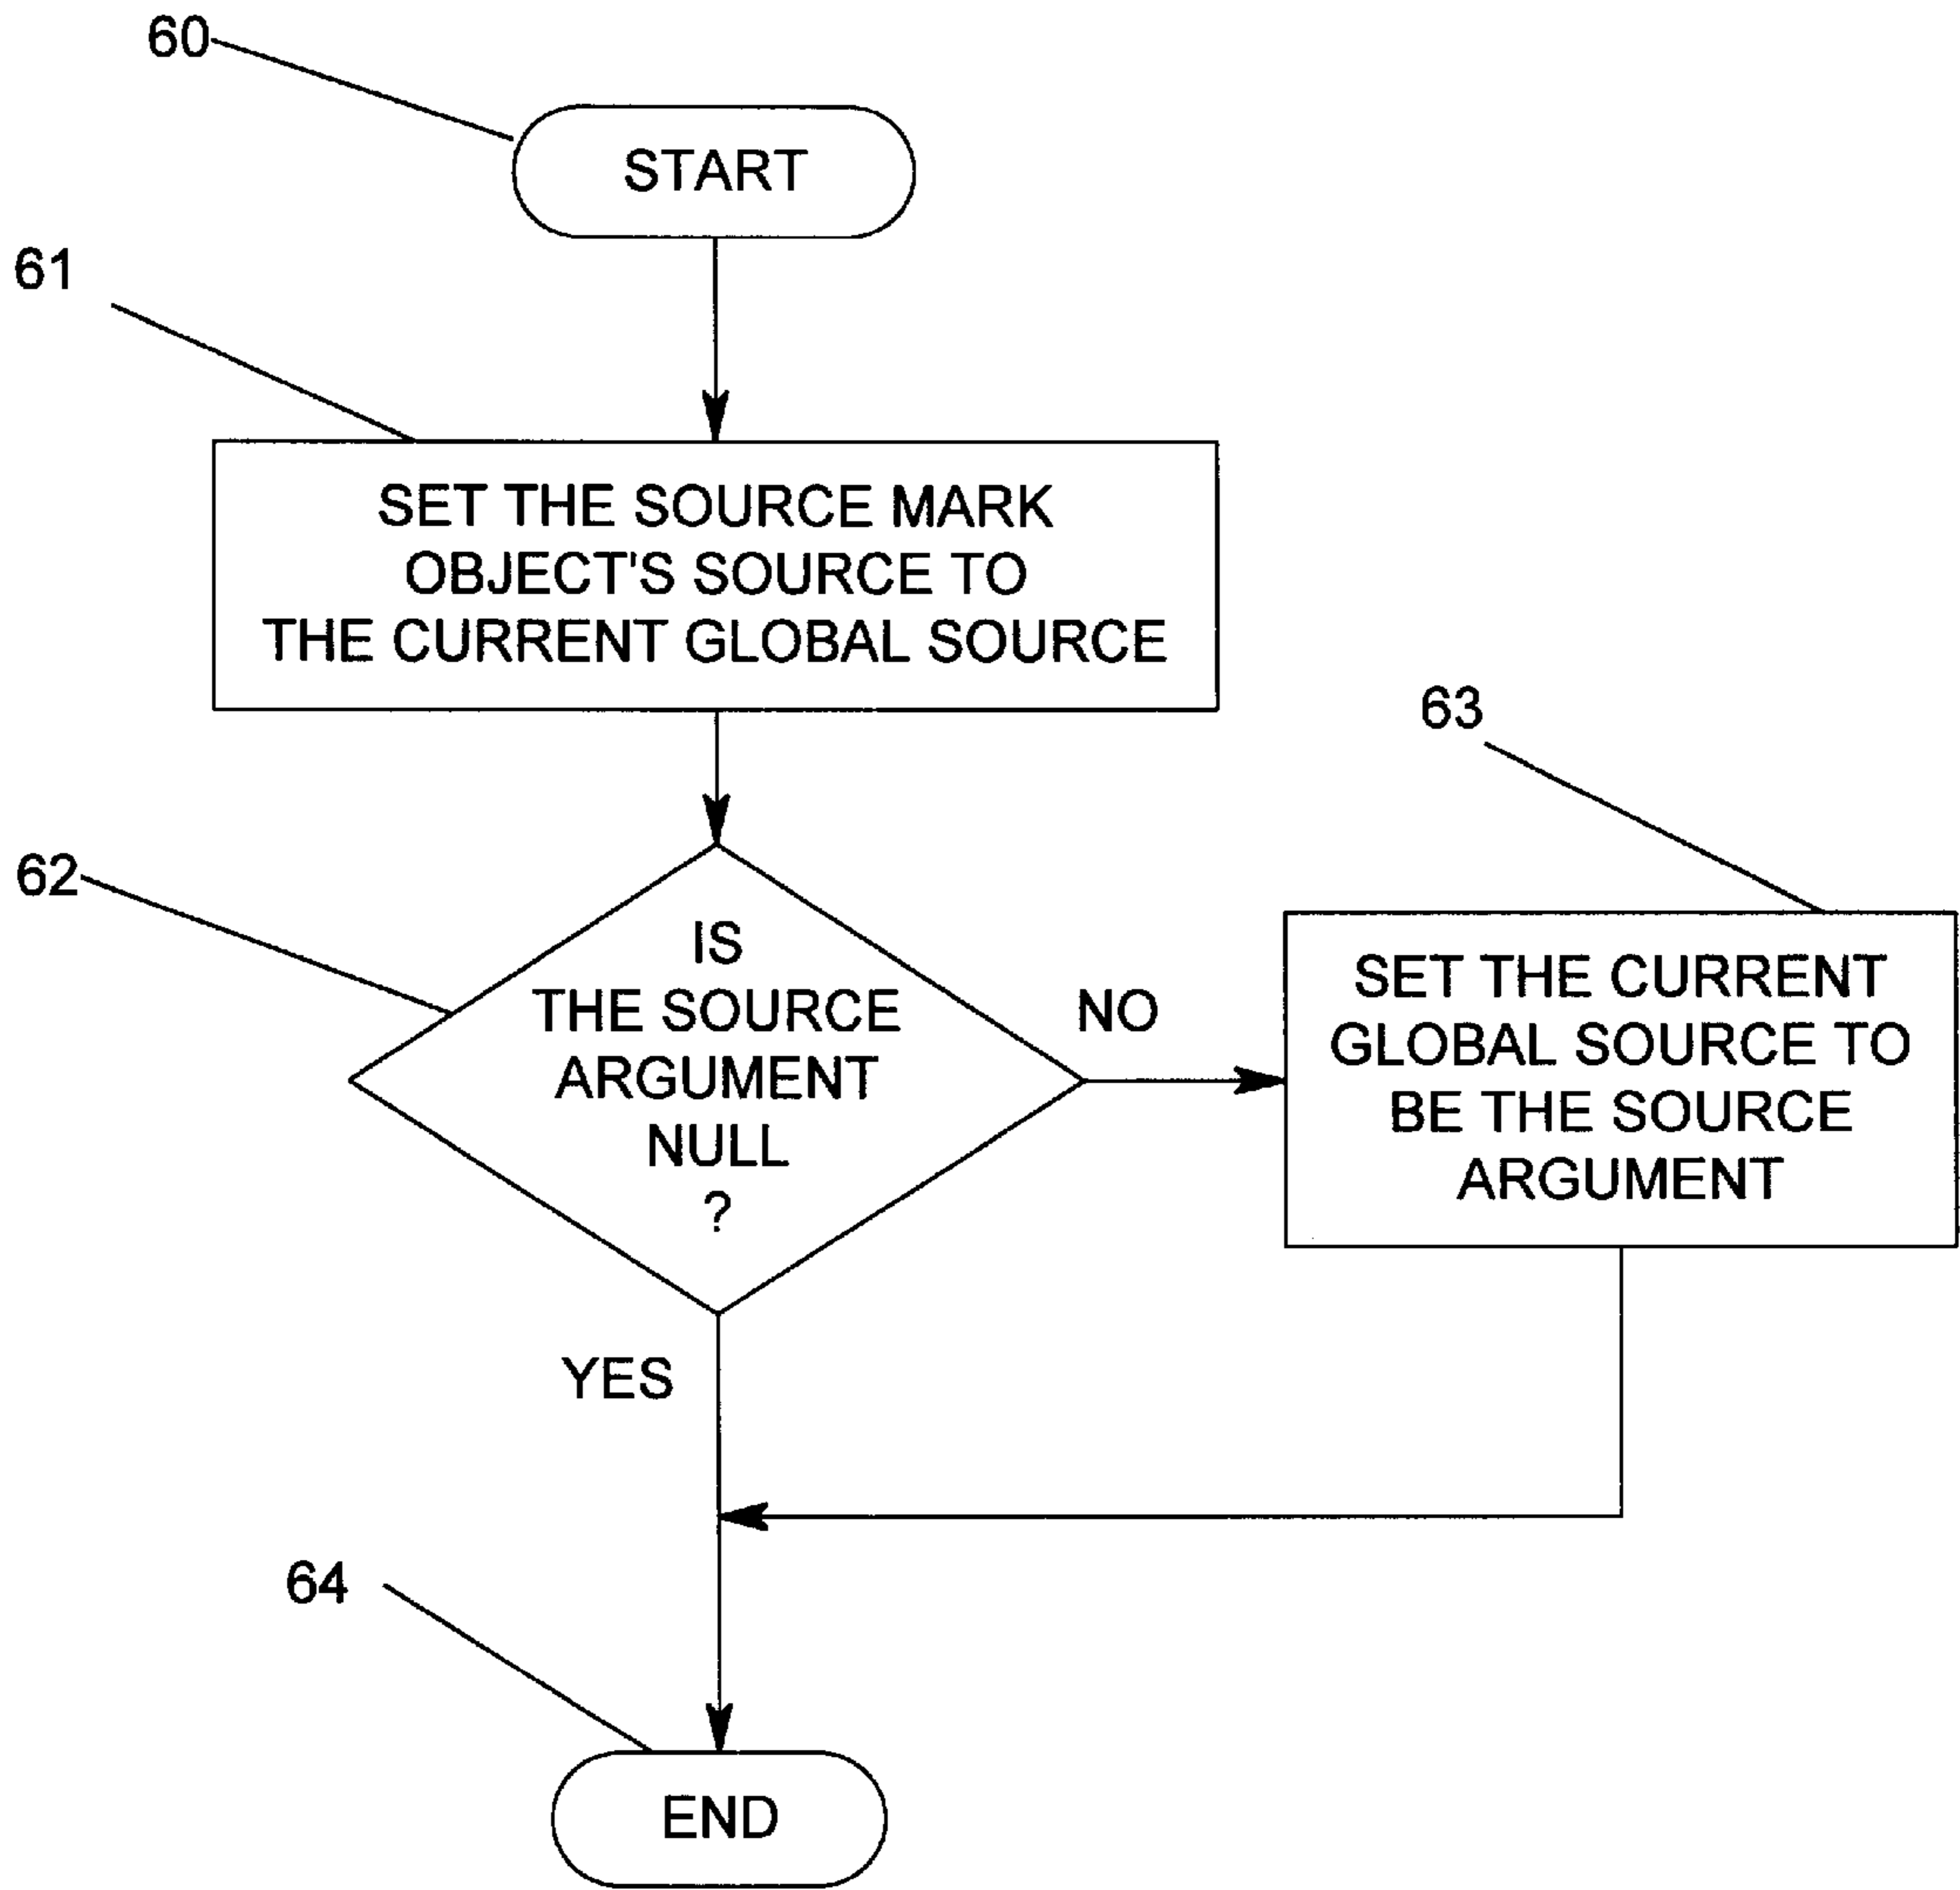 60
START
61
SET THE SOURCE MARK
OBJECT'S SOURCE TO
THE CURRENT GLOBAL SOURCE
62
IS
THE SOURCE
ARGUMENT
NULL
?
NO
63
SET THE CURRENT
GLOBAL SOURCE TO
BE THE SOURCE
ARGUMENT
YES
64
END